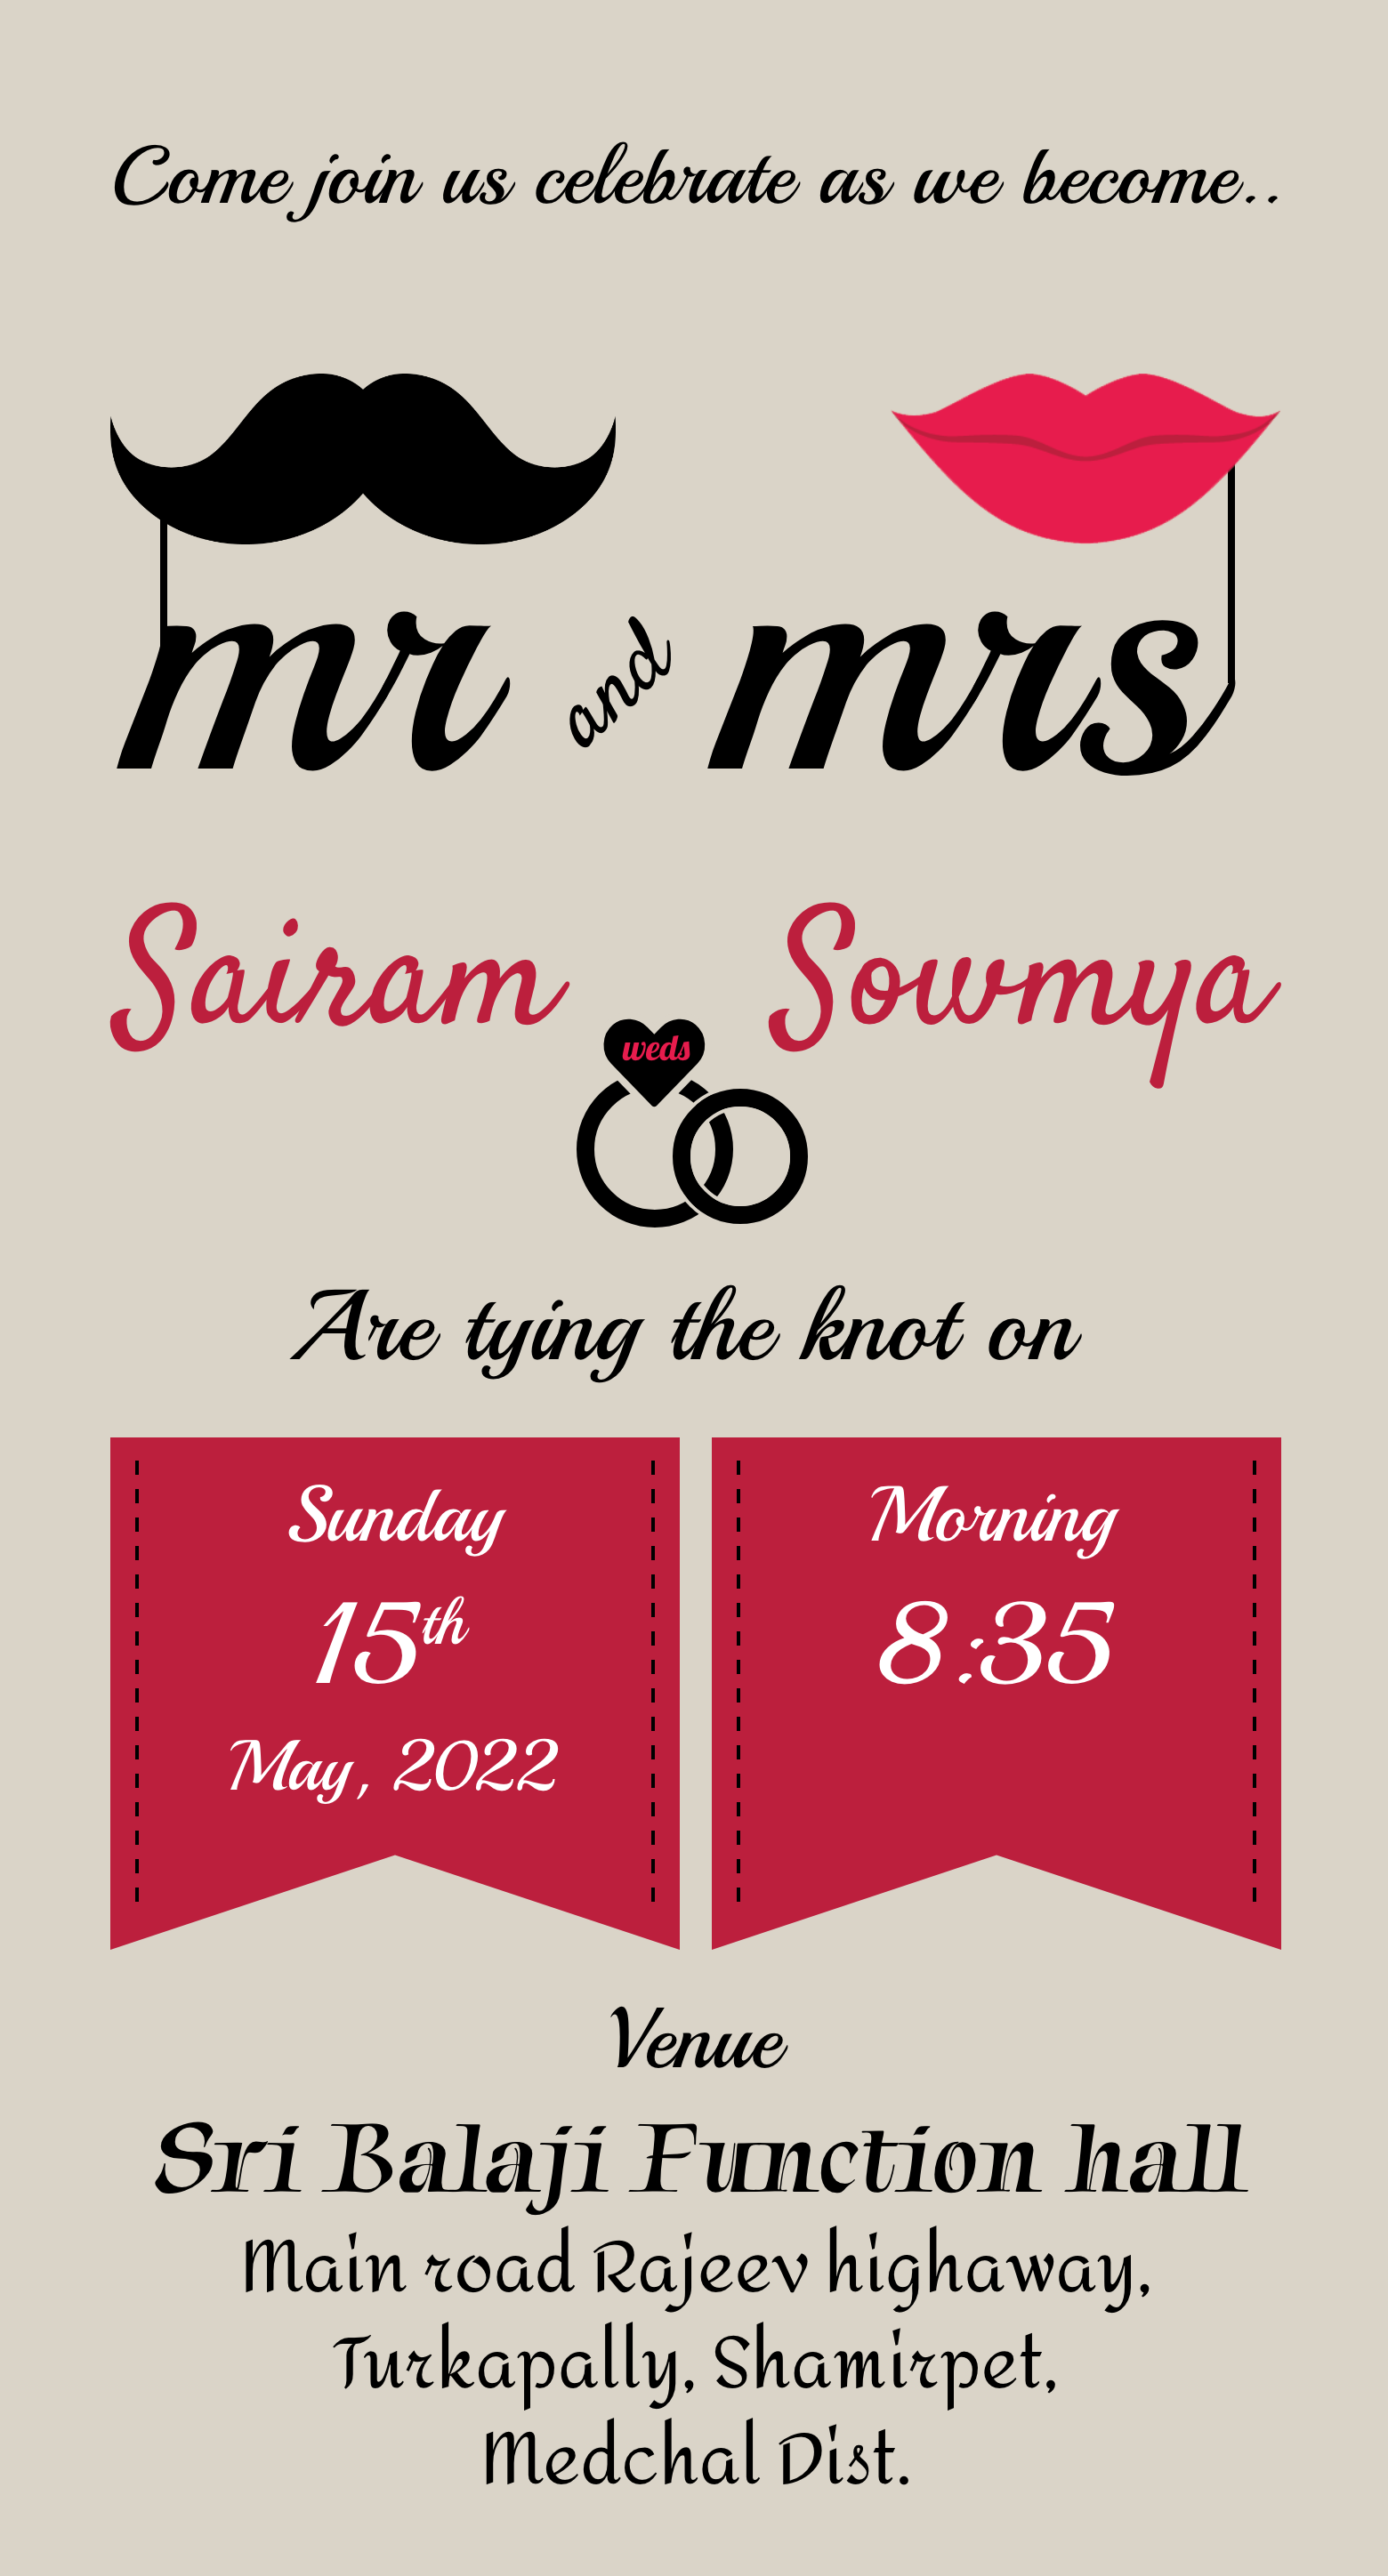 Come join us celebrate as we become..
mr and mrs
Sairam Sowmya
weds
Are tying the knot on
Sunday
15th
May, 2022
Morning
8:35
Venue
Sri Balaji Function hall
Main road Rajeev highaway,
Turkapally, Shamirpet,
Medchal Dist.